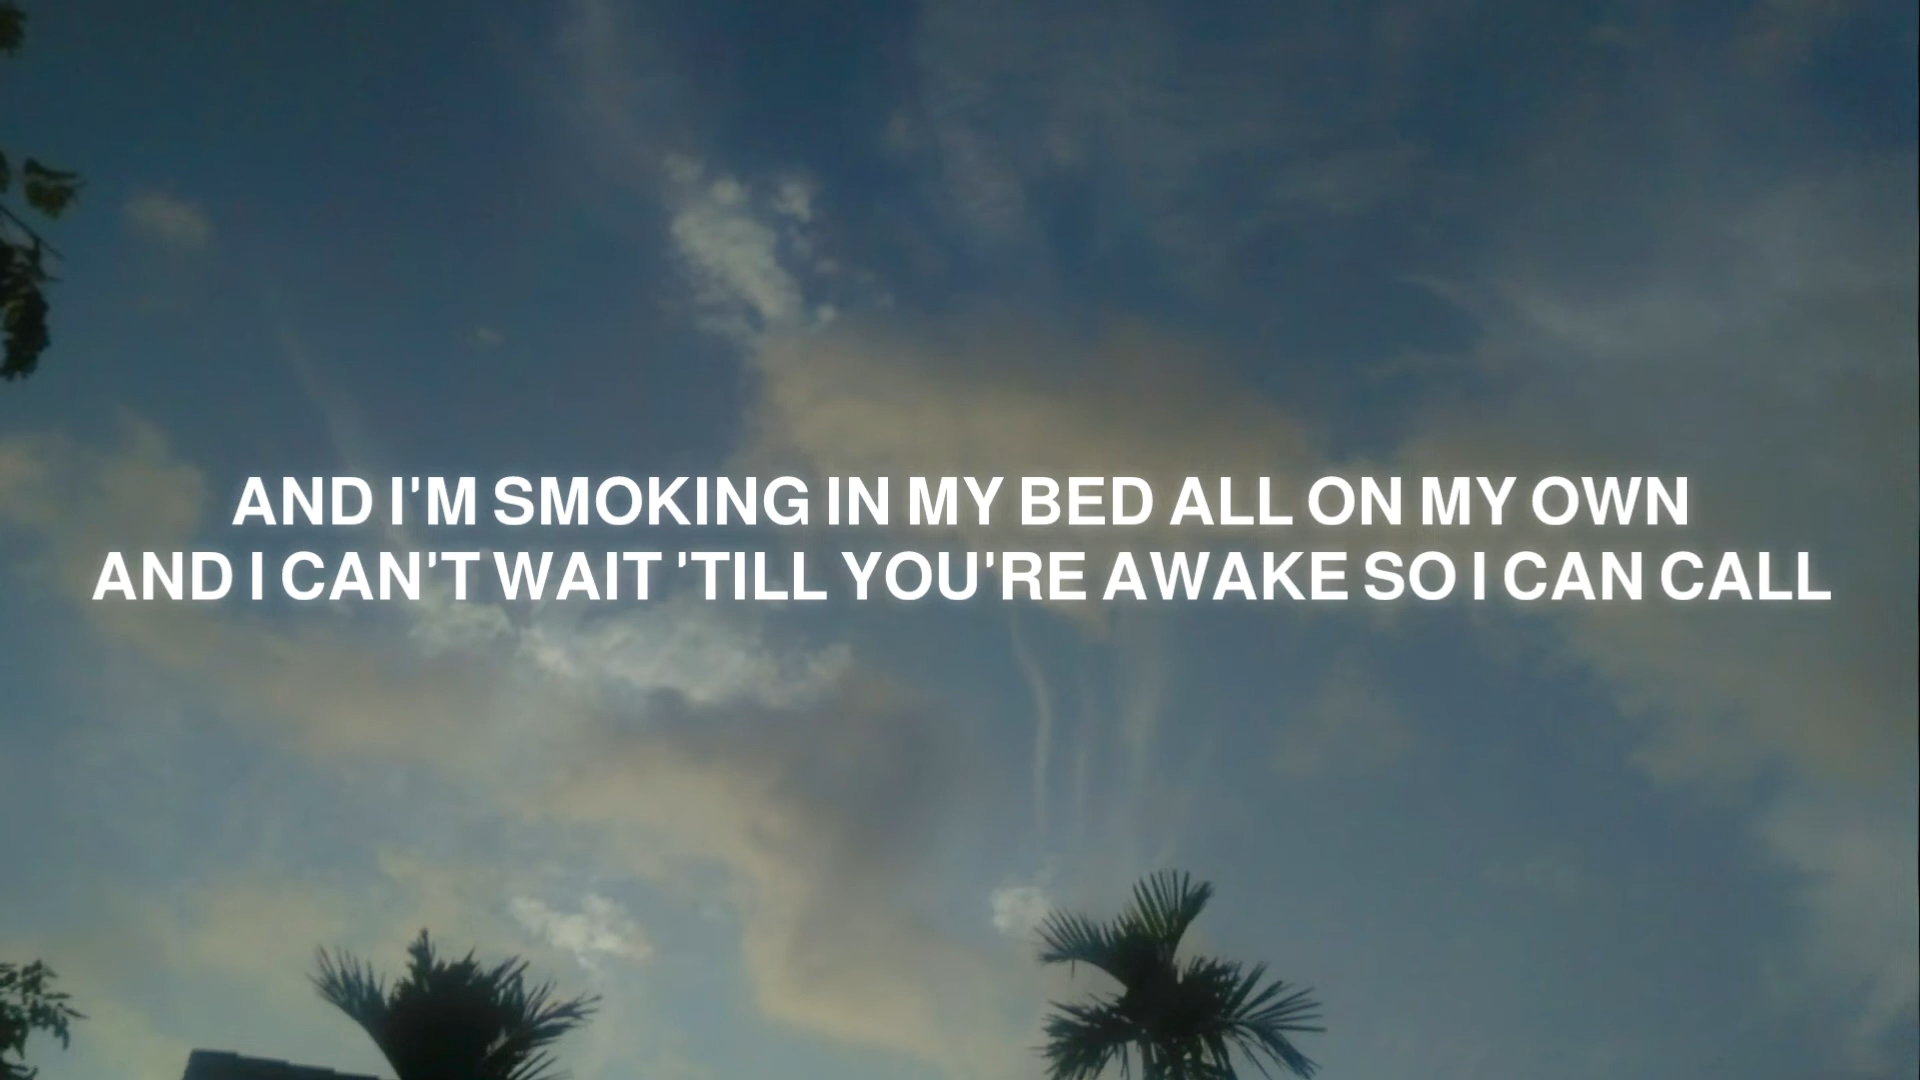 AND I'M SMOKING IN MY BED ALL ON MY OWN
AND I CAN'T WAIT 'TILL YOU'RE AWAKE SO I CAN CALL